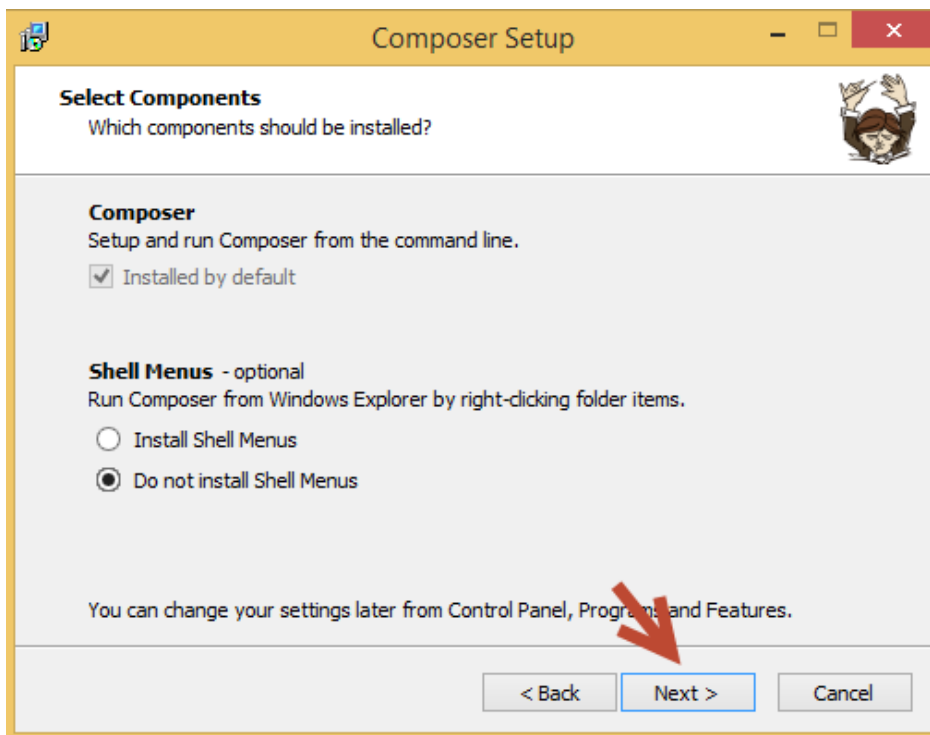 Composer Setup
Select Components
Which components should be installed?
Composer
Setup and run Composer from the command line.
Installed by default
Shell Menus - optional
Run Composer from Windows Explorer by right-clicking folder items.
Install Shell Menus
Do not install Shell Menus
You can change your settings later from Control Panel, Programs and Features.
< Back Next > Cancel